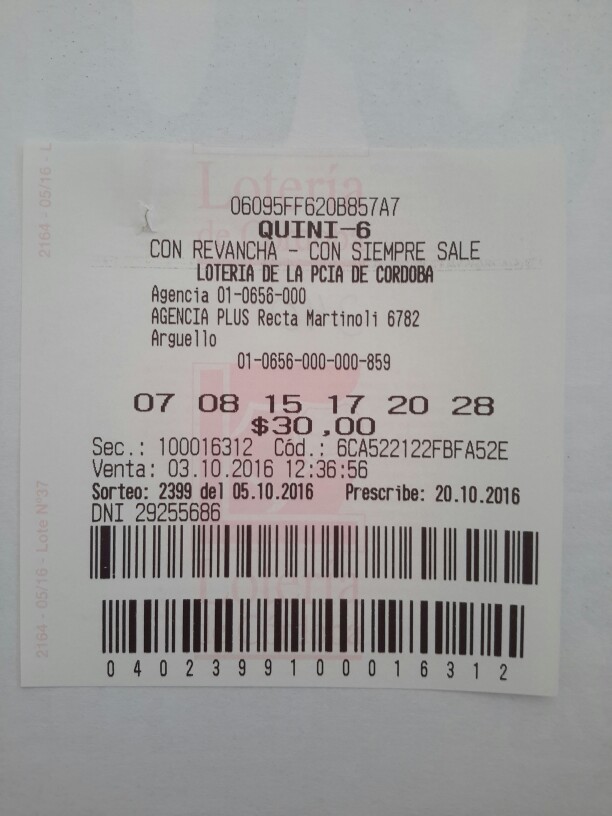 06095FF620B857A7
QUINI-6
CON REVANCHA - CON SIEMPRE SALE
LOTERIA DE LA PCIA DE CORDOBA
Agencia 01-0656-000
AGENCIA PLUS Recta Martinoli 6782
Arguello
01-0656-000-000-859
07 08 15 17 20 28
$30,00
Sec.: 100016312 Cód.: 6CA522122FBFA52E
Venta: 03.10.2016 12:36:56
Sorteo: 2399 del 05.10.2016 Prescribe: 20.10.2016
DNI 29255686
0402399100016312
2164 - 05/16 - L
2164 - 05/16 - Lote Nº37
Lotería
de Córdoba
Lotería